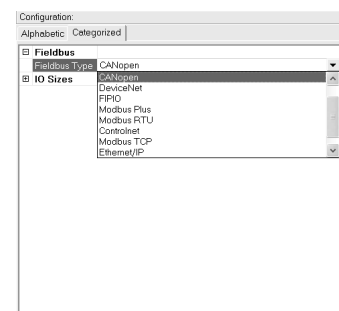 Configuration:
Alphabetic Categorized
Fieldbus
Fieldbus Type CANopen
IO Sizes
CANopen
DeviceNet
FIPIO
Modbus Plus
Modbus RTU
Controlnet
Modbus TCP
Ethernet/IP